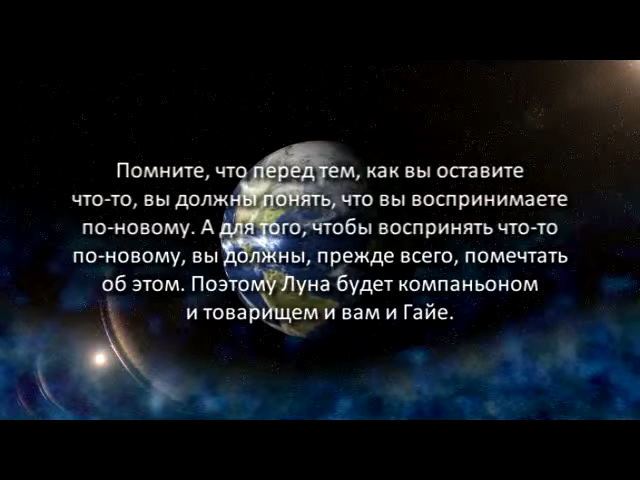 Помните, что перед тем, как вы оставите
что-то, вы должны понять, что вы воспринимаете
по-новому. А для того, чтобы воспринять что-то
по-новому, вы должны, прежде всего, помечтать
об этом. Поэтому Луна будет компаньоном
и товарищем и вам и Гайе.